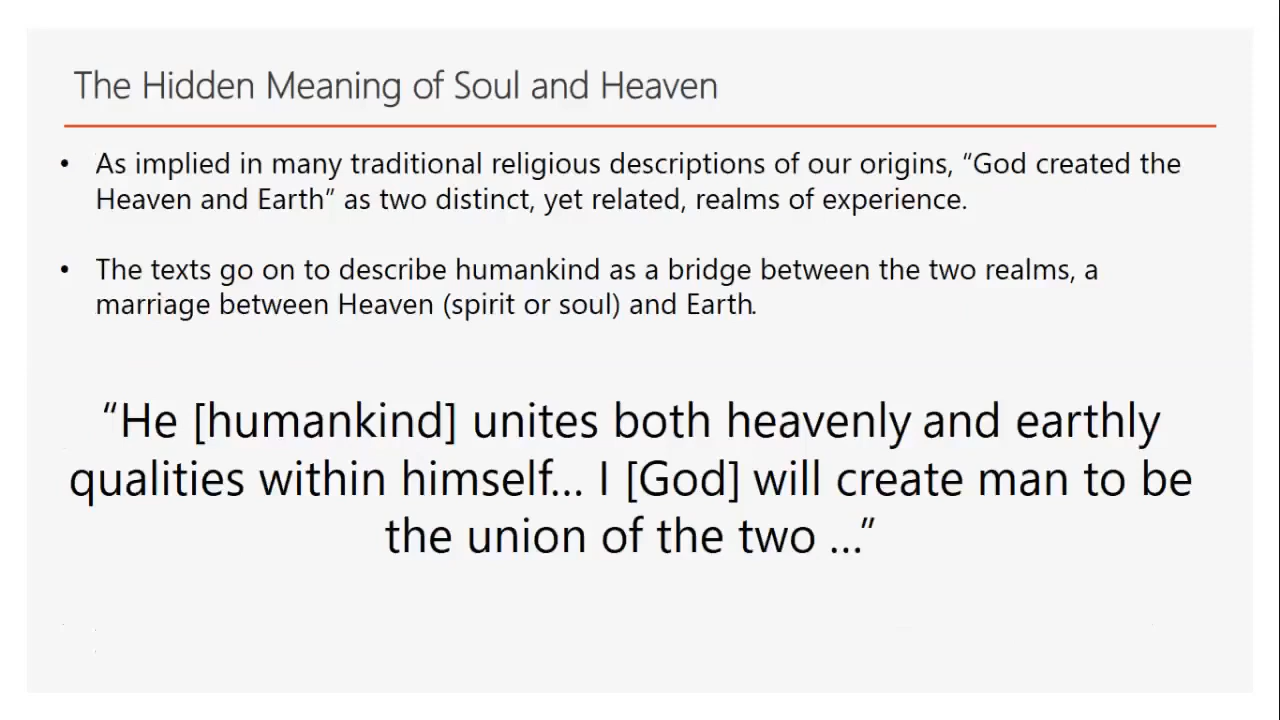 The Hidden Meaning of Soul and Heaven
• As implied in many traditional religious descriptions of our origins, “God created the
Heaven and Earth” as two distinct, yet related, realms of experience.
• The texts go on to describe humankind as a bridge between the two realms, a
marriage between Heaven (spirit or soul) and Earth.
“He [humankind] unites both heavenly and earthly
qualities within himself... I [God] will create man to be
the union of the two ...”